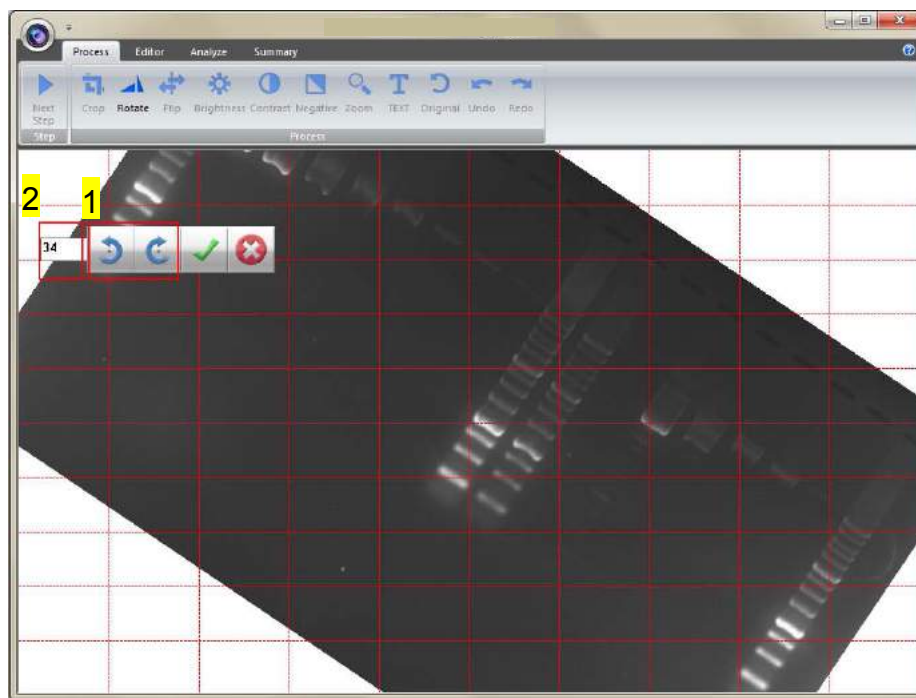 Process Editor Analyze Summary
Next
Step
Crop Rotate Flip Brightness Contrast Negative Zoom TEXT Original Undo Redo
T
Step Process
2 1
34